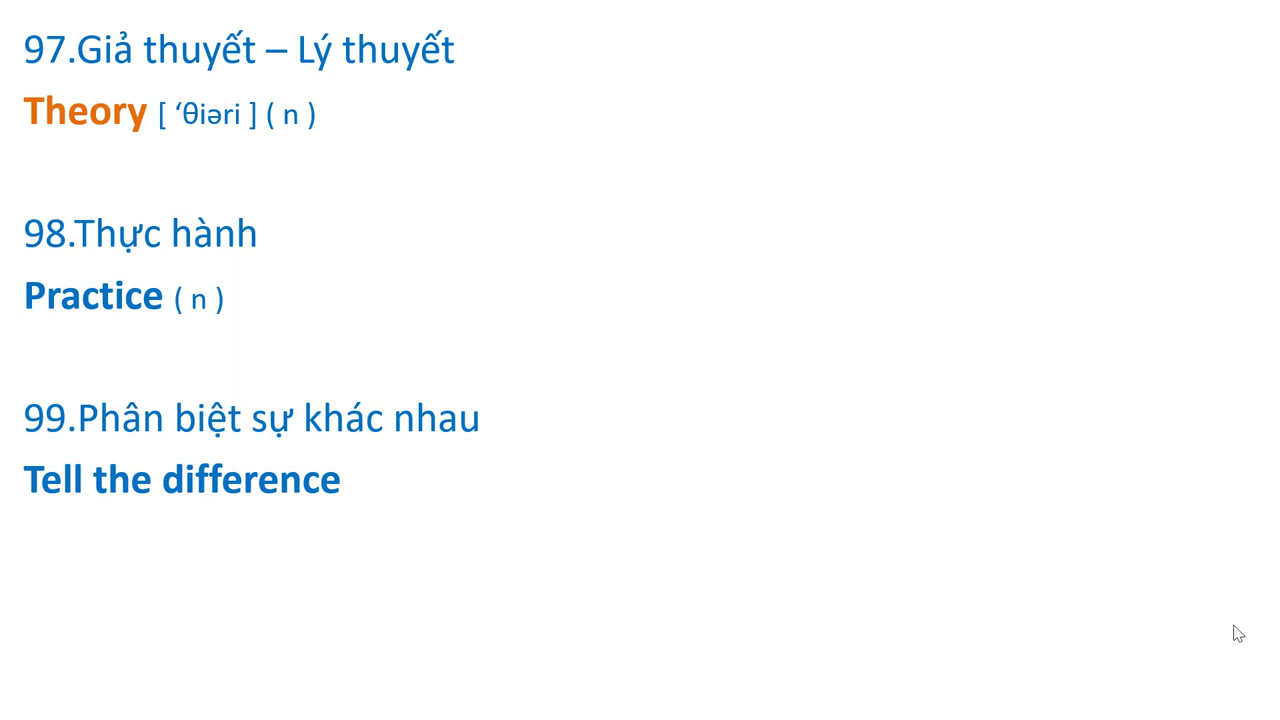 97.Giả thuyết – Lý thuyết
Theory [ ‘θiəri ] ( n )
98.Thực hành
Practice ( n )
99.Phân biệt sự khác nhau
Tell the difference